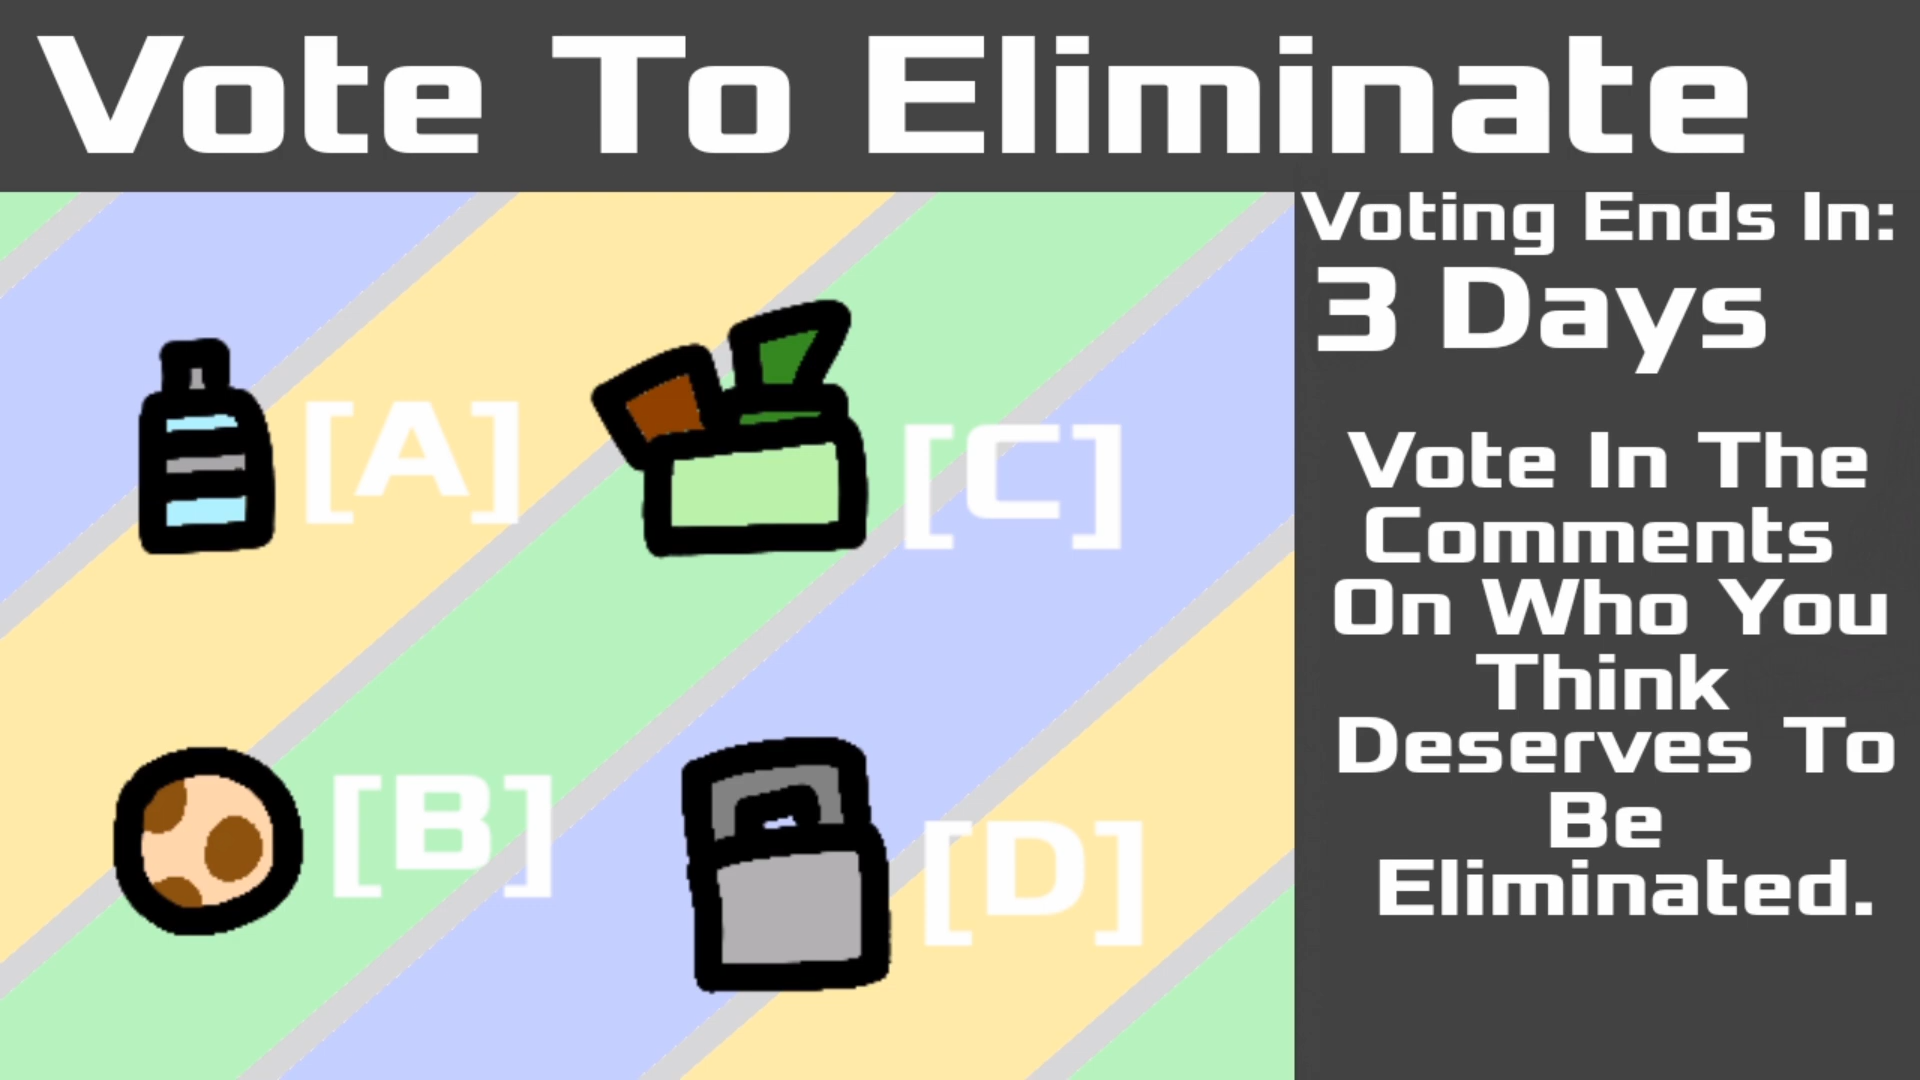 Vote To Eliminate
Voting Ends In:
3 Days
[A]
[C]
[B]
[D]
Vote In The
Comments
On Who You
Think
Deserves To
Be
Eliminated.